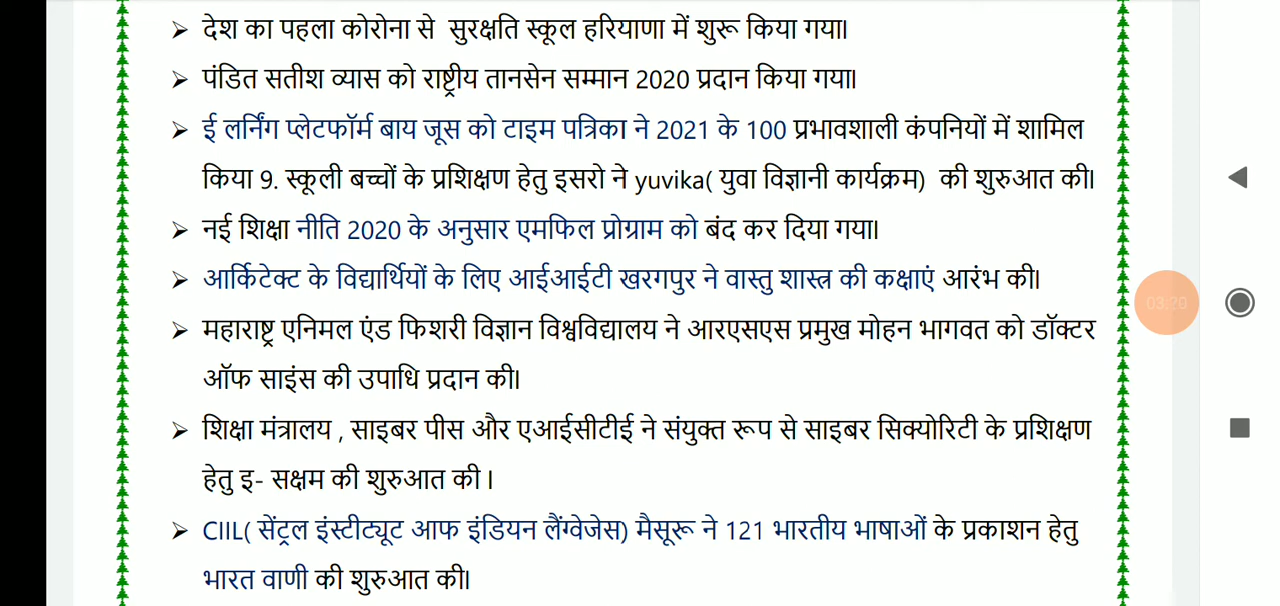 ➢ देश का पहला कोरोना से सुरक्षति स्कूल हरियाणा में शुरू किया गया।
➢ पंडित सतीश व्यास को राष्ट्रीय तानसेन सम्मान 2020 प्रदान किया गया।
➢ ई लर्निंग प्लेटफॉर्म बाय जूस को टाइम पत्रिका ने 2021 के 100 प्रभावशाली कंपनियों में शामिल
किया 9. स्कूली बच्चों के प्रशिक्षण हेतु इसरो ने yuvika( युवा विज्ञानी कार्यक्रम) की शुरुआत की।
➢ नई शिक्षा नीति 2020 के अनुसार एमफिल प्रोग्राम को बंद कर दिया गया।
➢ आर्किटेक्ट के विद्यार्थियों के लिए आईआईटी खरगपुर ने वास्तु शास्त्र की कक्षाएं आरंभ की।
03:20
➢ महाराष्ट्र एनिमल एंड फिशरी विज्ञान विश्वविद्यालय ने आरएसएस प्रमुख मोहन भागवत को डॉक्टर
ऑफ साइंस की उपाधि प्रदान की।
➢ शिक्षा मंत्रालय , साइबर पीस और एआईसीटीई ने संयुक्त रूप से साइबर सिक्योरिटी के प्रशिक्षण
हेतु इ- सक्षम की शुरुआत की ।
➢ CIIL( सेंट्रल इंस्टीट्यूट आफ इंडियन लैंग्वेजेस) मैसूरू ने 121 भारतीय भाषाओं के प्रकाशन हेतु
भारत वाणी की शुरुआत की।